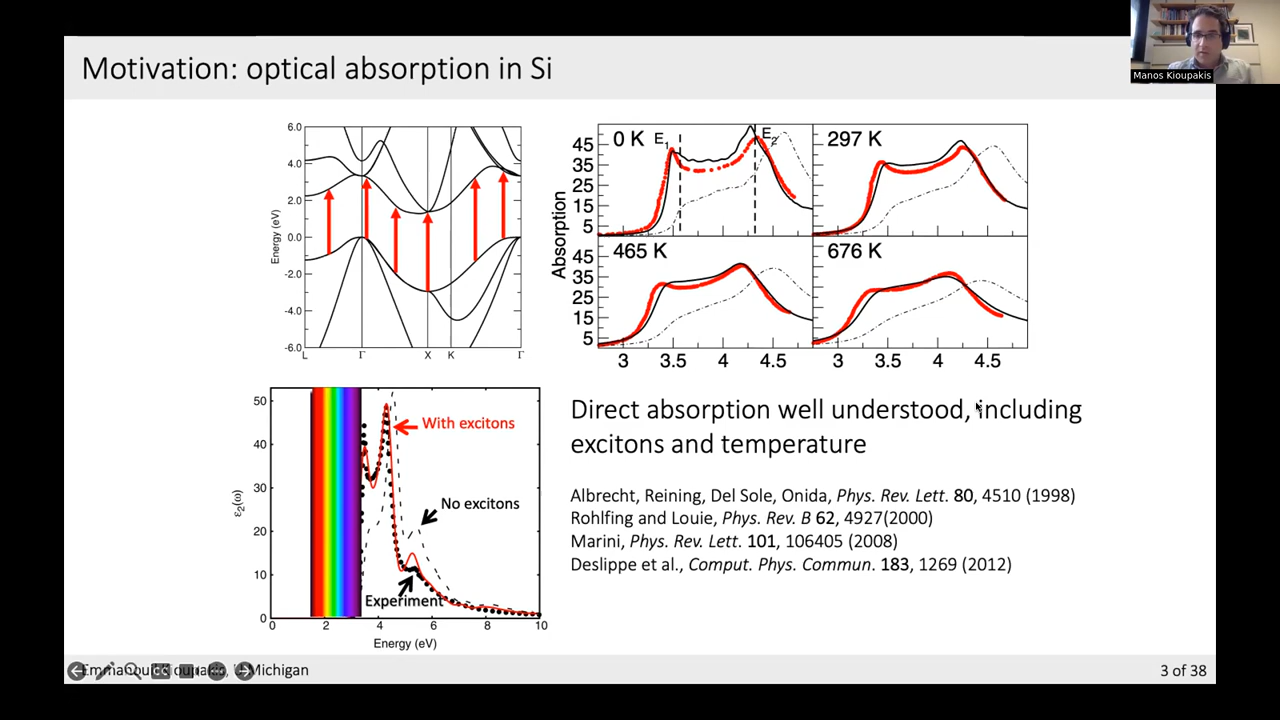 Manos Kioupakis
Motivation: optical absorption in Si
6.0
4.0
2.0
0.0
-2.0
-4.0
-6.0
Energy (eV)
L Γ X K Γ
Absorption
45
35
25
15
5
45
35
25
15
5
0 K E1 E2
297 K
465 K
676 K
3 3.5 4 4.5 3 3.5 4 4.5
50
40
30
20
10
0
ε2(ω)
With excitons
No excitons
Experiment
0 2 4 6 8 10
Energy (eV)
Direct absorption well understood, including
excitons and temperature
Albrecht, Reining, Del Sole, Onida, Phys. Rev. Lett. 80, 4510 (1998)
Rohlfing and Louie, Phys. Rev. B 62, 4927(2000)
Marini, Phys. Rev. Lett. 101, 106405 (2008)
Deslippe et al., Comput. Phys. Commun. 183, 1269 (2012)
Michigan
3 of 38